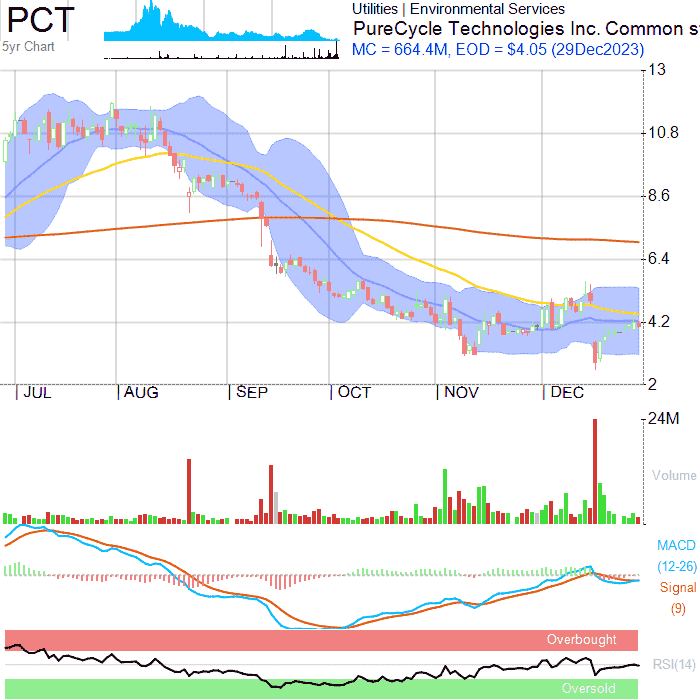 PCT
5yr Chart
Utilities | Environmental Services
PureCycle Technologies Inc. Common s
MC = 664.4M, EOD = $4.05 (29Dec2023)
13
10.8
8.6
6.4
4.2
2
JUL AUG SEP OCT NOV DEC
24M
Volume
MACD
(12-26)
Signal
(9)
Overbought
RSI(14)
Oversold